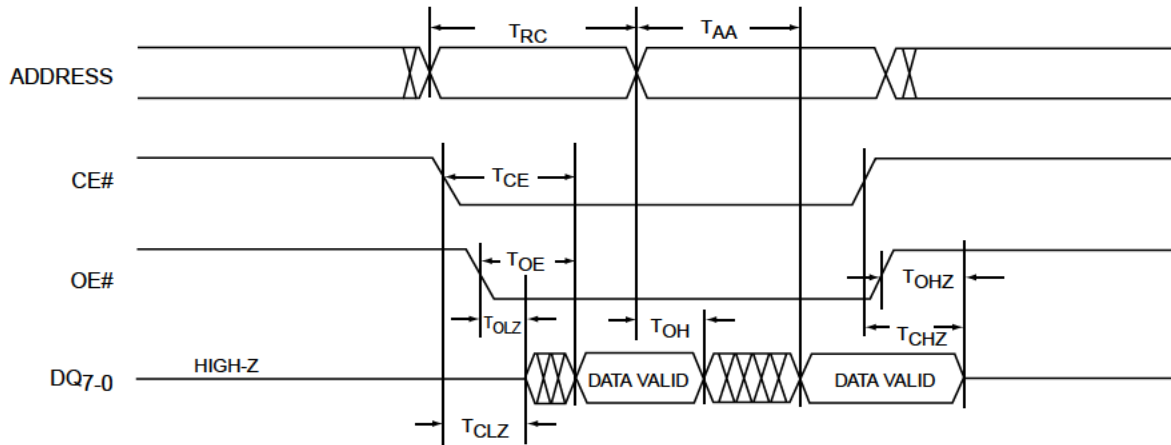 TRC
TAA
ADDRESS
CE#
TCE
OE#
TOE
TOHZ
TOLZ
TOH
TCHZ
DQ7-0
HIGH-Z
DATA VALID
DATA VALID
TCLZ